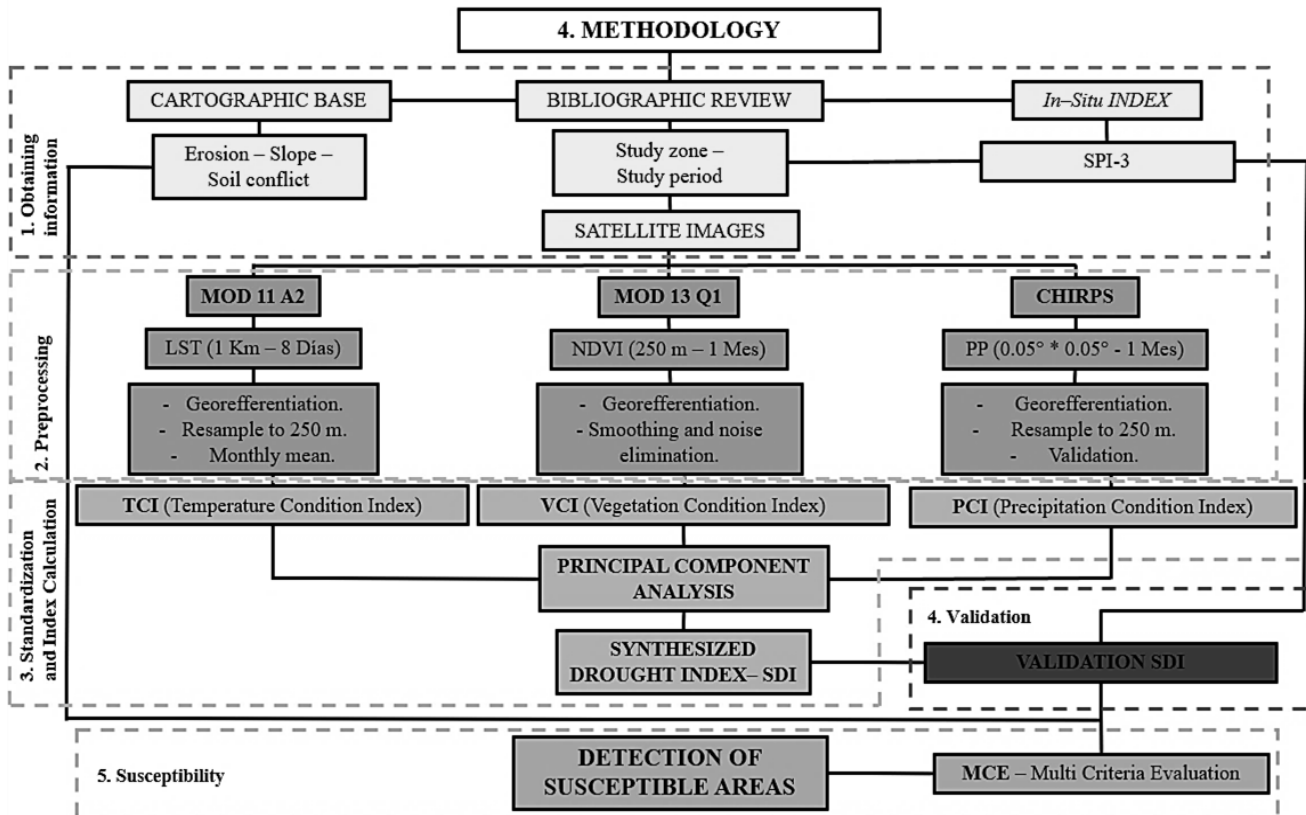 4. METHODOLOGY
1. Obtaining
information
CARTOGRAPHIC BASE
BIBLIOGRAPHIC REVIEW
In–Situ INDEX
Erosion – Slope –
Soil conflict
Study zone –
Study period
SPI-3
SATELLITE IMAGES
2. Preprocessing
MOD 11 A2
MOD 13 Q1
CHIRPS
LST (1 Km – 8 Días)
NDVI (250 m – 1 Mes)
PP (0.05° * 0.05° - 1 Mes)
- Georefferentiation.
- Resample to 250 m.
- Monthly mean.
- Georefferentiation.
- Smoothing and noise
elimination.
- Georefferentiation.
- Resample to 250 m.
- Validation.
3. Standardization
and Index Calculation
TCI (Temperature Condition Index)
VCI (Vegetation Condition Index)
PCI (Precipitation Condition Index)
PRINCIPAL COMPONENT
ANALYSIS
SYNTHESIZED
DROUGHT INDEX– SDI
4. Validation
VALIDATION SDI
5. Susceptibility
DETECTION OF
SUSCEPTIBLE AREAS
MCE – Multi Criteria Evaluation